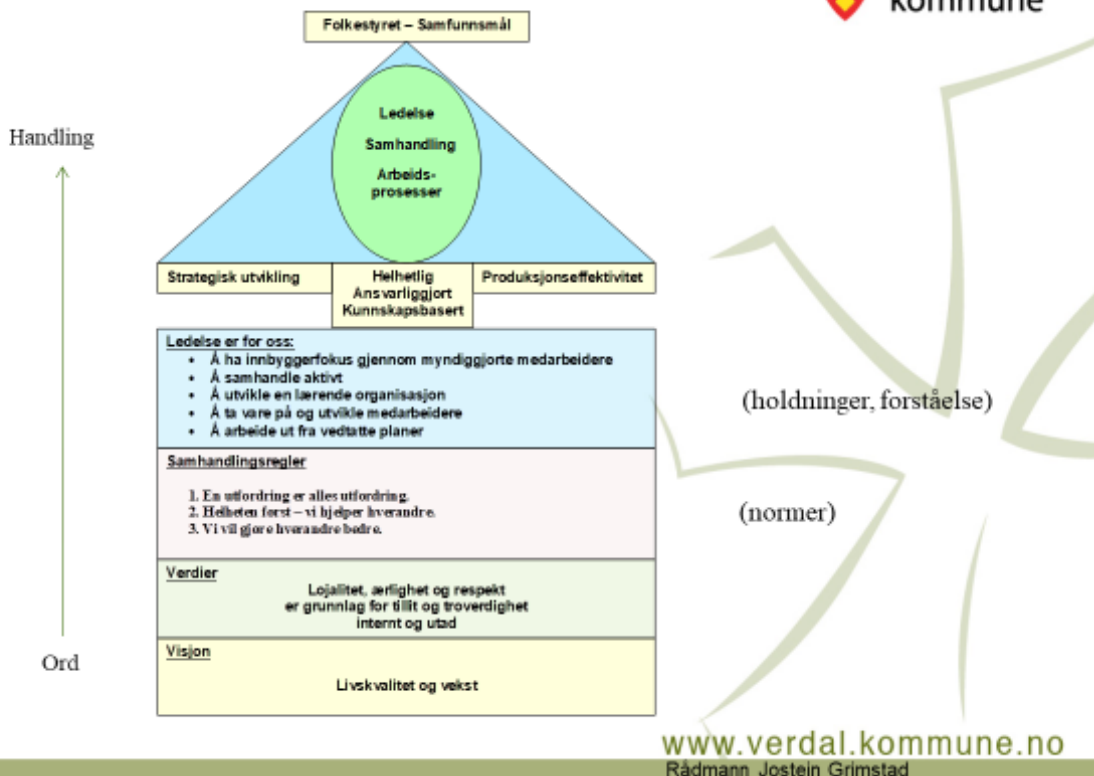 kommune
Folkestyret – Samfunnsmål
Ledelse
Samhandling
Arbeids-
prosesser
Handling
Strategisk utvikling
Helhetlig
Ansvarliggjort
Kunnskapsbasert
Produksjonseffektivitet
Ledelse er for oss:
• Å ha innbyggerfokus gjennom myndiggjorte medarbeidere
• Å samhandle aktivt
• Å utvikle en lærende organisasjon
• Å ta vare på og utvikle medarbeidere
• Å arbeide ut fra vedtatte planer
(holdninger, forståelse)
Samhandlingsregler
1. En utfordring er alles utfordring.
2. Helheten først – vi hjelper hverandre.
3. Vi vil gjøre hverandre bedre.
(normer)
Verdier
Lojalitet, ærlighet og respekt
er grunnlag for tillit og troverdighet
internt og utad
Ord
Visjon
Livskvalitet og vekst
www.verdal.kommune.no
Rådmann Jostein Grimstad